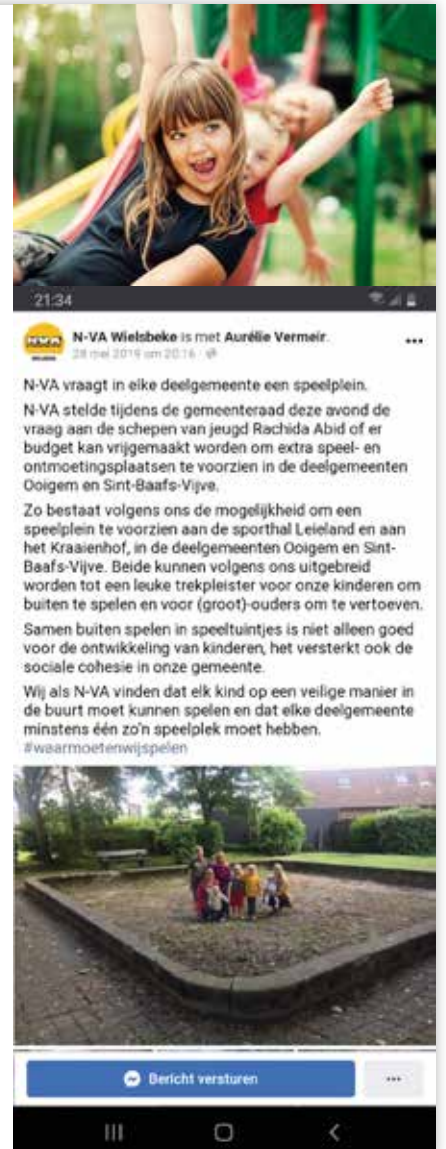 21:34
N-VA
N-VA Wielsbeke is met Aurélie Vermeir.
28 mei 2019 om 20:16
N-VA vraagt in elke deelgemeente een speelplein.
N-VA stelde tijdens de gemeenteraad deze avond de
vraag aan de schepen van jeugd Rachida Abid of er
budget kan vrijgemaakt worden om extra speel- en
ontmoetingsplaatsen te voorzien in de deelgemeenten
Ooigem en Sint-Baafs-Vijve.
Zo bestaat volgens ons de mogelijkheid om een
speelplein te voorzien aan de sporthal Leieland en aan
het Kraaienhof, in de deelgemeenten Ooigem en Sint-
Baafs-Vijve. Beide kunnen volgens ons uitgebreid
worden tot een leuke trekpleister voor onze kinderen om
buiten te spelen en voor (groot)-ouders om te vertoeven.
Samen buiten spelen in speeltuintjes is niet alleen goed
voor de ontwikkeling van kinderen, het versterkt ook de
sociale cohesie in onze gemeente.
Wij als N-VA vinden dat elk kind op een veilige manier in
de buurt moet kunnen spelen en dat elke deelgemeente
minstens één zo'n speelplek moet hebben.
#waarmoetenwijspelen
Bericht versturen